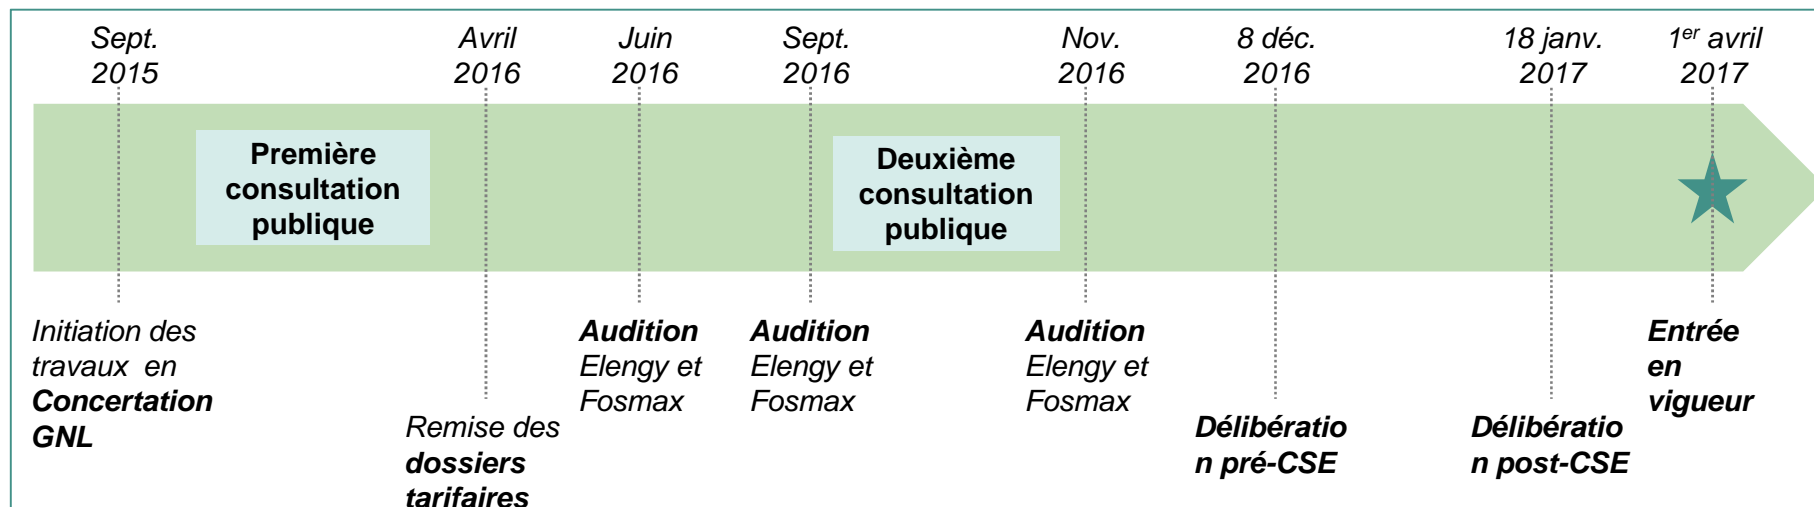 Sept.
2015
Avril
2016
Juin
2016
Sept.
2016
Nov.
2016
8 déc.
2016
18 janv.
2017
1er avril
2017
Première
consultation
publique
Deuxième
consultation
publique
Initiation des
travaux en
Concertation
GNL
Remise des
dossiers
tarifaires
Audition
Elengy et
Fosmax
Audition
Elengy et
Fosmax
Audition
Elengy et
Fosmax
Délibératio
n pré-CSE
Délibératio
n post-CSE
Entrée
en
vigueur